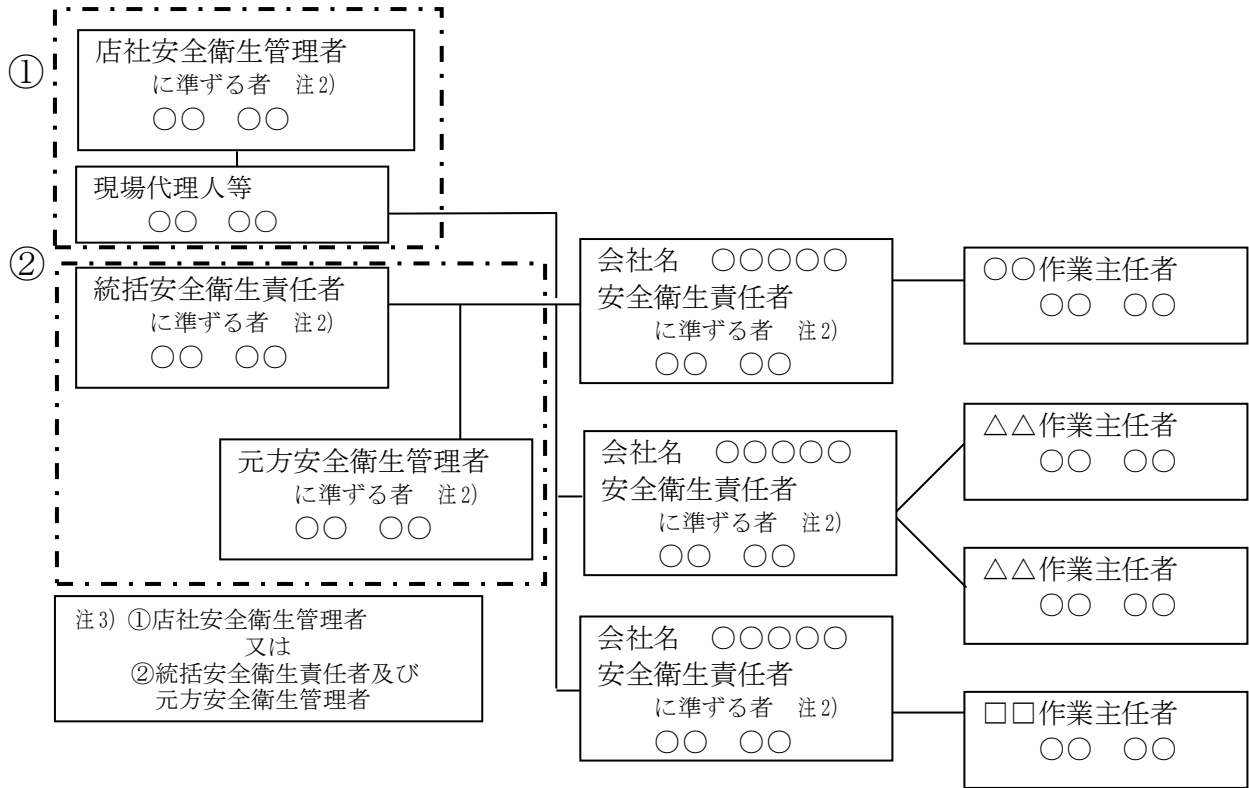 ①
店社安全衛生管理者
に準ずる者 注2)
○○ ○○
現場代理人等
○○ ○○
②
統括安全衛生責任者
に準ずる者 注2)
○○ ○○
元方安全衛生管理者
に準ずる者 注2)
○○ ○○
注3) ①店社安全衛生管理者
又は
②統括安全衛生責任者及び
元方安全衛生管理者
会社名 ○○○○○
安全衛生責任者
に準ずる者 注2)
○○ ○○
会社名 ○○○○○
安全衛生責任者
に準ずる者 注2)
○○ ○○
会社名 ○○○○○
安全衛生責任者
に準ずる者 注2)
○○ ○○
○○作業主任者
○○ ○○
△△作業主任者
○○ ○○
△△作業主任者
○○ ○○
□□作業主任者
○○ ○○